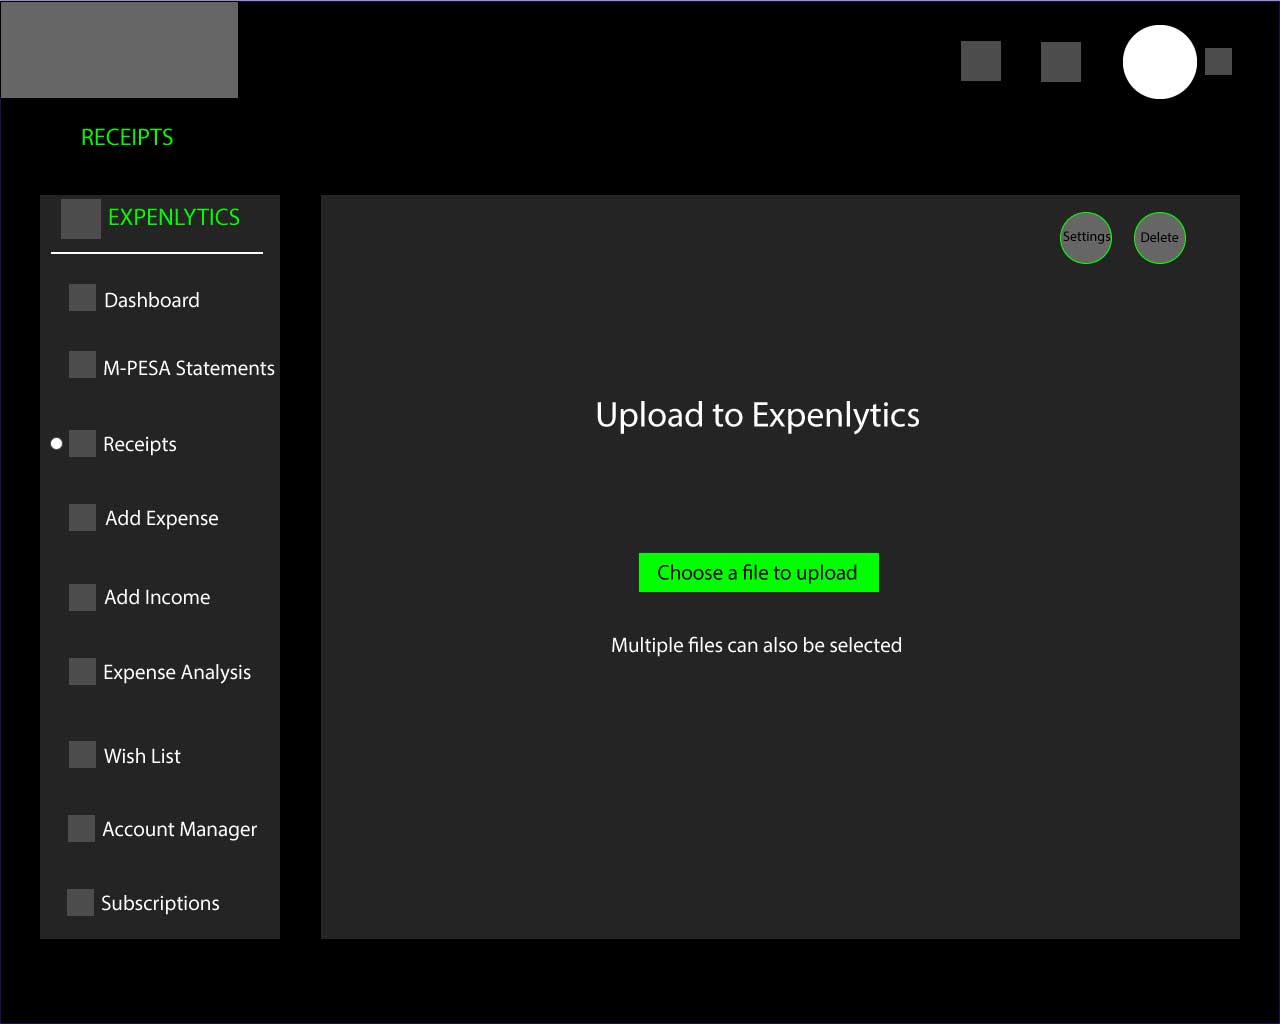 RECEIPTS
EXPENLYTICS
Dashboard
M-PESA Statements
Receipts
Add Expense
Add Income
Expense Analysis
Wish List
Account Manager
Subscriptions
Settings
Delete
Upload to Expenlytics
Choose a file to upload
Multiple files can also be selected